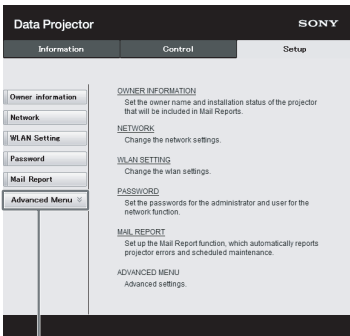 Data Projector
SONY
Information
Control
Setup
Owner information
Network
WLAN Setting
Password
Mail Report
Advanced Menu
OWNER INFORMATION
Set the owner name and installation status of the projector
that will be included in Mail Reports.
NETWORK
Change the network settings.
WLAN SETTING
Change the wlan settings.
PASSWORD
Set the passwords for the administrator and user for the
network function.
MAIL REPORT
Set up the Mail Report function, which automatically reports
projector errors and scheduled maintenance.
ADVANCED MENU
Advanced settings.